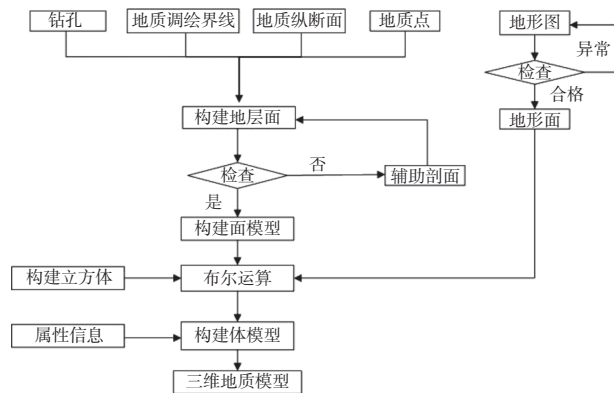 钻孔
地质调绘界线
地质纵断面
地质点
地形图
异常
检查
合格
构建地层面
地形面
检查
否
辅助剖面
是
构建面模型
构建立方体
布尔运算
属性信息
构建体模型
三维地质模型